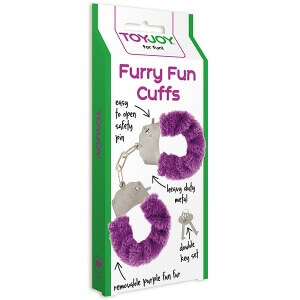 TOYJOY
for fun!
Furry Fun
Cuffs
easy
to open
safety
pin
heavy duty
metal
double
key set
removable purple fun fur